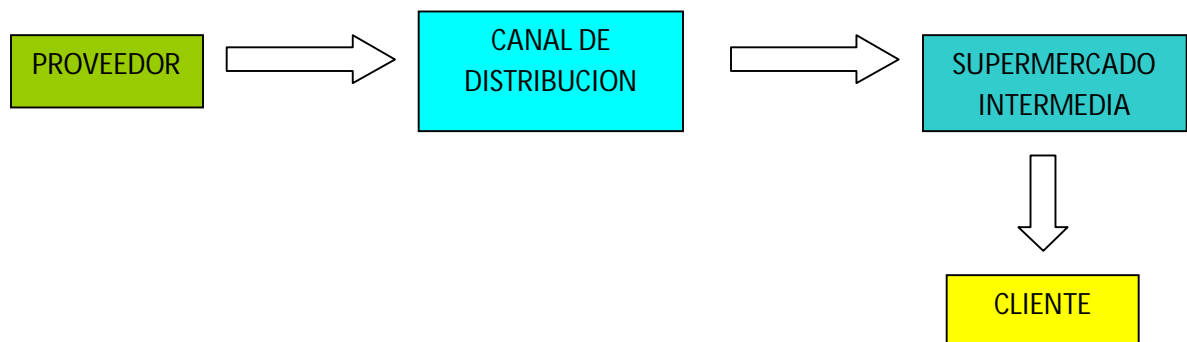 PROVEEDOR
CANAL DE
DISTRIBUCION
SUPERMERCADO
INTERMEDIA
CLIENTE